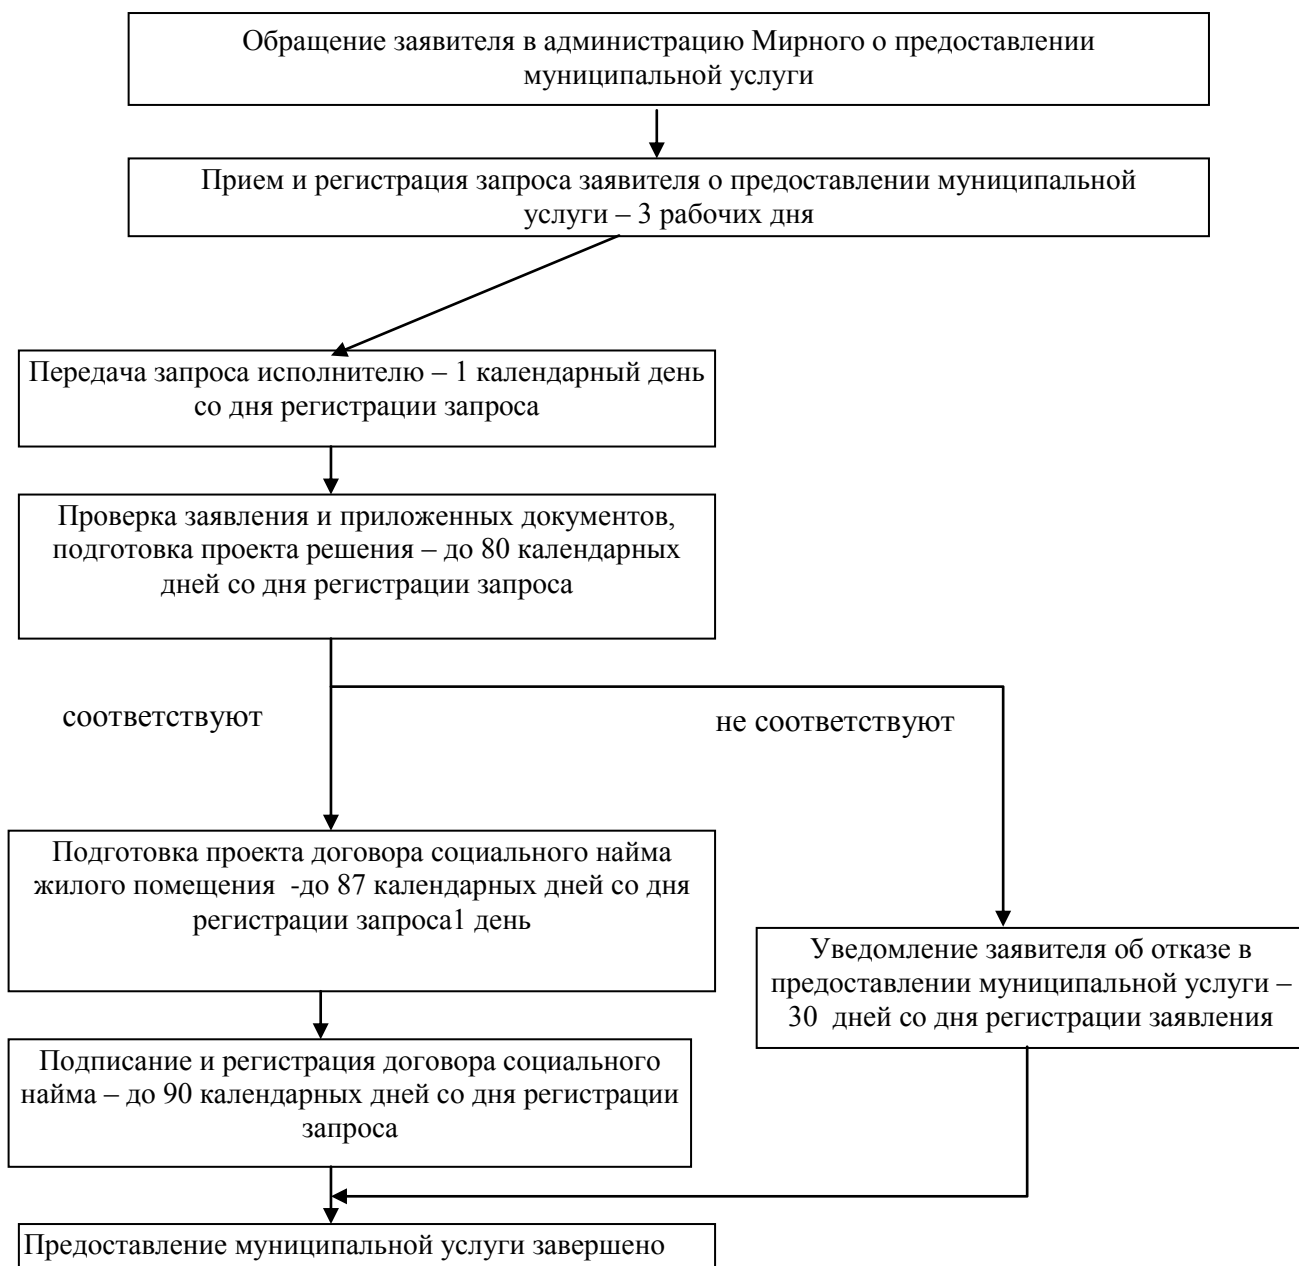 Обращение заявителя в администрацию Мирного о предоставлении
муниципальной услуги
Прием и регистрация запроса заявителя о предоставлении муниципальной
услуги – 3 рабочих дня
Передача запроса исполнителю – 1 календарный день
со дня регистрации запроса
Проверка заявления и приложенных документов,
подготовка проекта решения – до 80 календарных
дней со дня регистрации запроса
соответствуют
не соответствуют
Подготовка проекта договора социального найма
жилого помещения -до 87 календарных дней со дня
регистрации запроса1 день
Уведомление заявителя об отказе в
предоставлении муниципальной услуги –
30 дней со дня регистрации заявления
Подписание и регистрация договора социального
найма – до 90 календарных дней со дня регистрации
запроса
Предоставление муниципальной услуги завершено